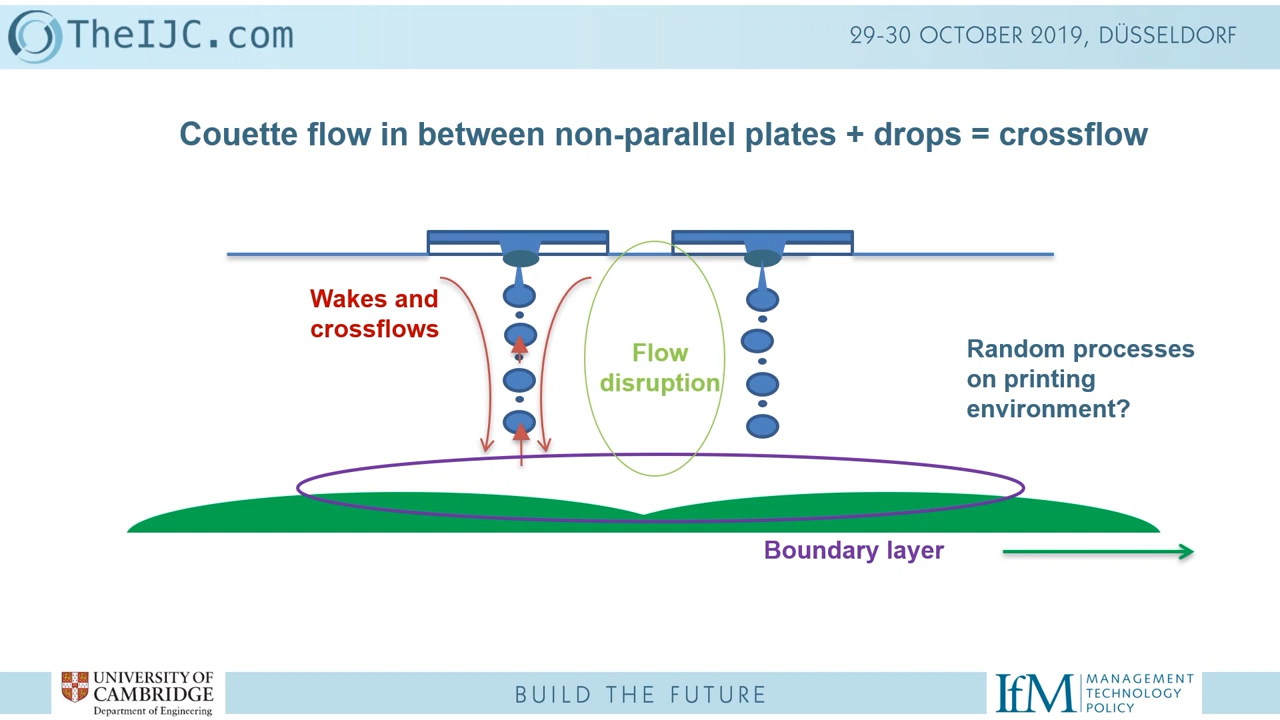 TheIJC.com
29-30 OCTOBER 2019, DÜSSELDORF
Couette flow in between non-parallel plates + drops = crossflow
Wakes and
crossflows
Flow
disruption
Random processes
on printing
environment?
Boundary layer
UNIVERSITY OF
CAMBRIDGE
Department of Engineering
BUILD THE FUTURE
IfM
MANAGEMENT
TECHNOLOGY
POLICY